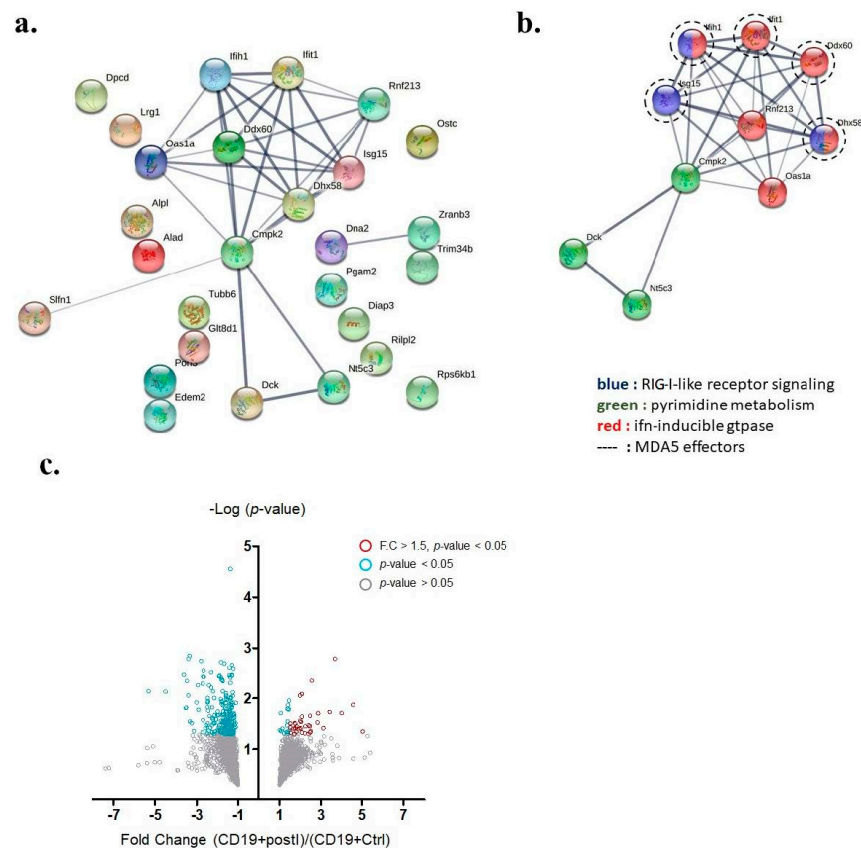 a.
Ifih1
Ifit1
Dpcd
Rnf213
Lrg1
Ddx60
Ostc
Oas1a
Isg15
Dhx58
Alpl
Cmpk2
Zranb3
Alad
Dna2
Trim34b
Pgam2
Slfn1
Tubb6
Diap3
Glt8d1
Rilpl2
Pon3
Nt5c3
Rps6kb1
Edem2
Dck
b.
Ifih1
Ifit1
Ddx60
Isg15
Rnf213
Dhx58
Cmpk2
Oas1a
Dck
Nt5c3
blue : RIG-I-like receptor signaling
green : pyrimidine metabolism
red : ifn-inducible gtpase
---- : MDA5 effectors
c.
-Log (p-value)
F.C > 1.5, p-value < 0.05
p-value < 0.05
p-value > 0.05
5
4
3
2
1
-7 -5 -3 -1 1 3 5 7
Fold Change (CD19+postI)/(CD19+Ctrl)